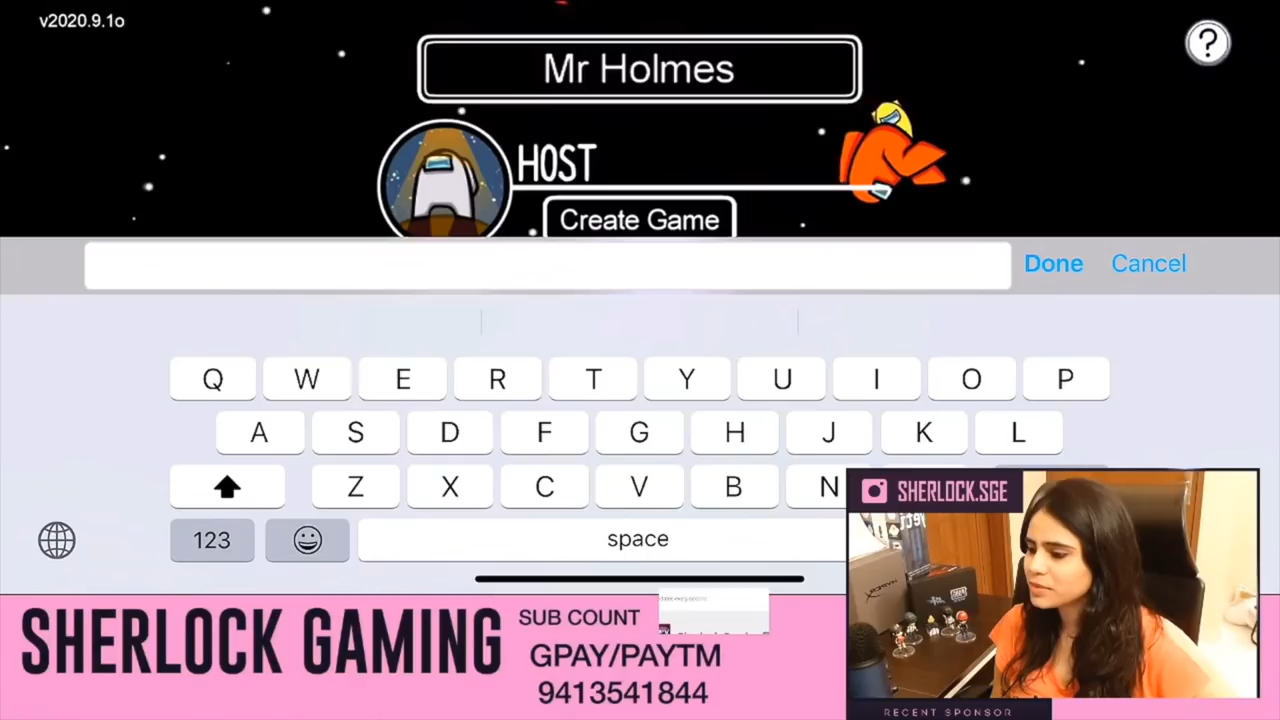 v2020.9.1o
?
Mr Holmes
HOST
Create Game
Done Cancel
Q W E R T Y U I O P
A S D F G H J K L
Z X C V B N
123 space
SHERLOCK.SGE
SHERLOCK GAMING
SUB COUNT
GPAY/PAYTM
9413541844
RECENT SPONSOR